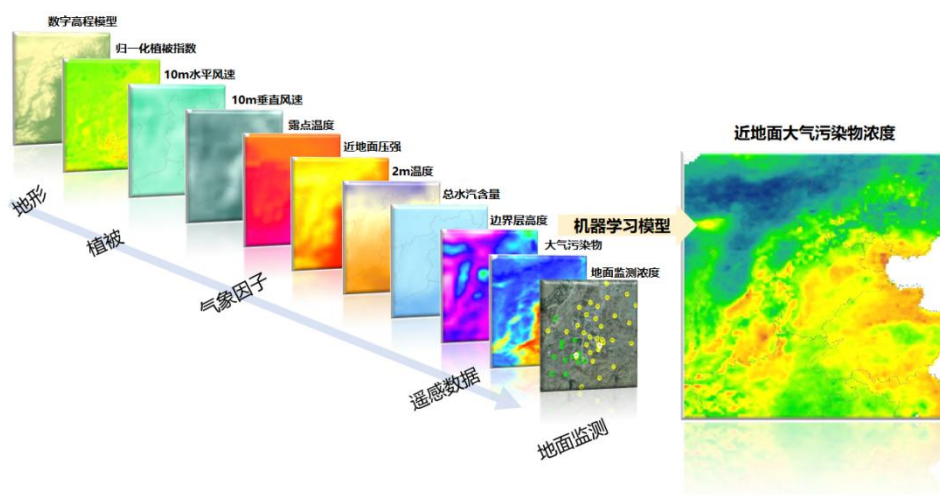 数字高程模型
归一化植被指数
10m水平风速
10m垂直风速
露点温度
近地面压强
2m温度
总水汽含量
边界层高度
大气污染物
地面监测浓度
地形
植被
气象因子
遥感数据
地面监测
机器学习模型
近地面大气污染物浓度